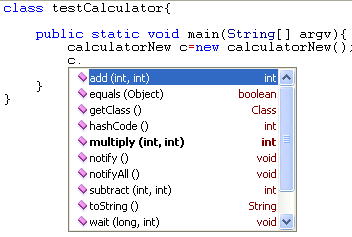 class testCalculator{
public static void main(String[] argv){
calculatorNew c=new calculatorNew();
c.
add (int, int) int
equals (Object) boolean
getClass () Class
hashCode () int
multiply (int, int) int
notify () void
notifyAll () void
subtract (int, int) int
toString () String
wait (long, int) void
}
}